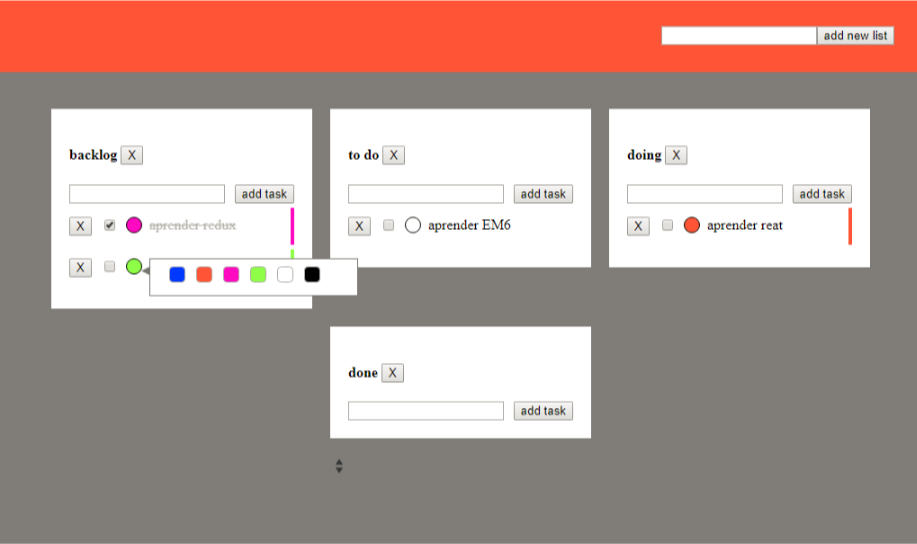 add new list
backlog X
add task
X aprender redux
X
to do X
add task
X aprender EM6
doing X
add task
X aprender reat
done X
add task